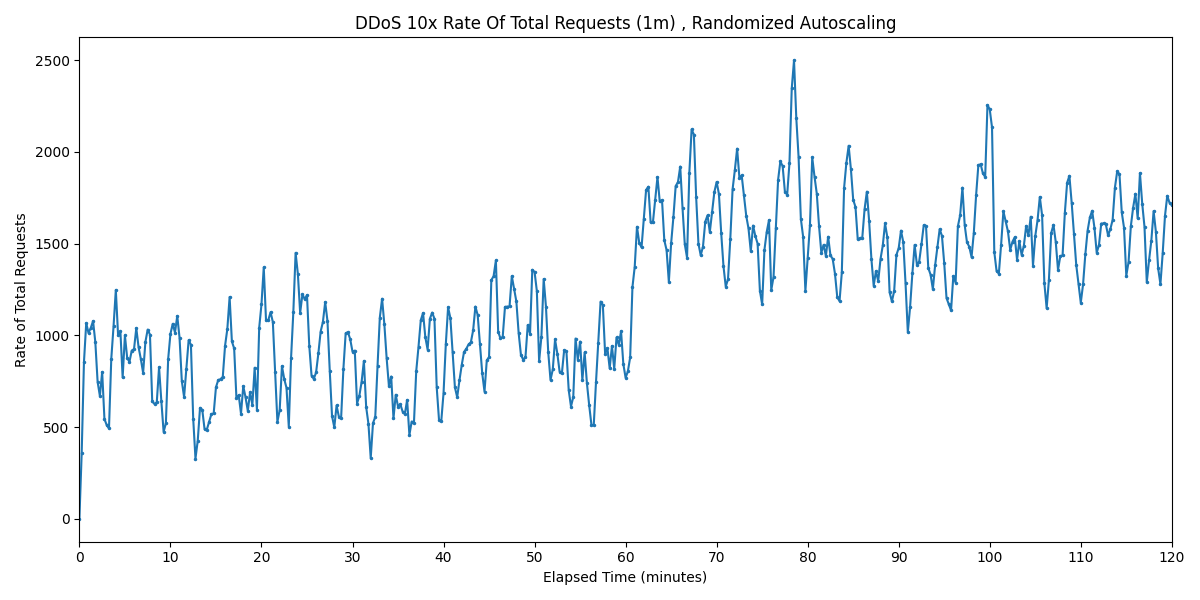 DDoS 10x Rate Of Total Requests (1m) , Randomized Autoscaling
Rate of Total Requests
2500
2000
1500
1000
500
0
0 10 20 30 40 50 60 70 80 90 100 110 120
Elapsed Time (minutes)